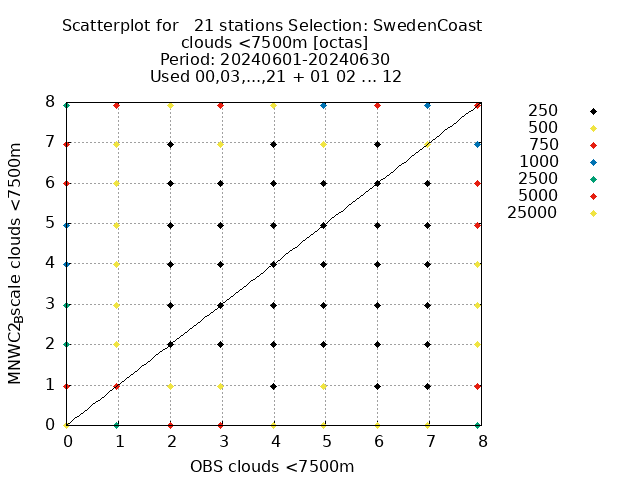 Scatterplot for   21 stations Selection: SwedenCoast
clouds <7500m [octas]
Period: 20240601-20240630
Used 00,03,...,21 + 01 02 ... 12
8
7
6
5
4
3
2
1
0
0 1 2 3 4 5 6 7 8
MNWC2Bscale clouds <7500m
OBS clouds <7500m
250
500
750
1000
2500
5000
25000